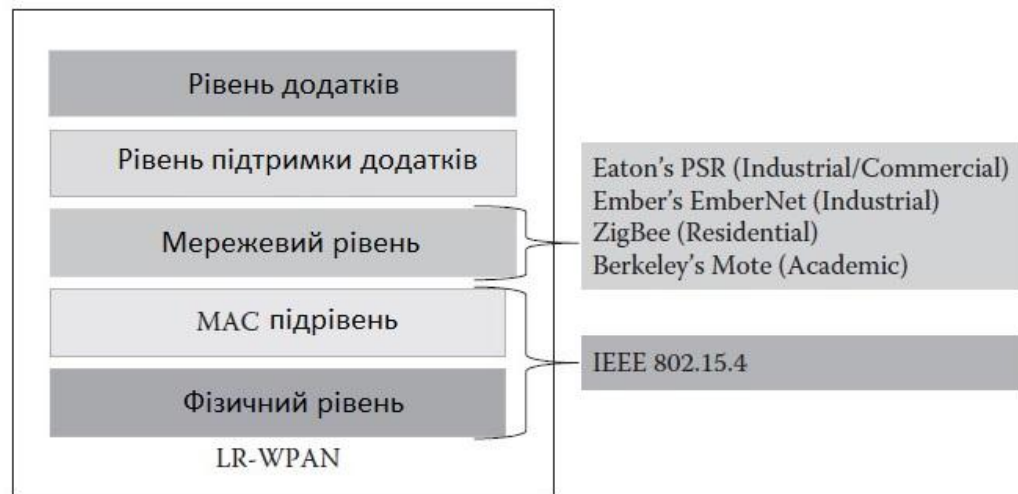 Рівень додатків
Рівень підтримки додатків
Мережевий рівень
MAC підрівень
Фізичний рівень
LR-WPAN
Eaton’s PSR (Industrial/Commercial)
Ember’s EmberNet (Industrial)
ZigBee (Residential)
Berkeley’s Mote (Academic)
IEEE 802.15.4